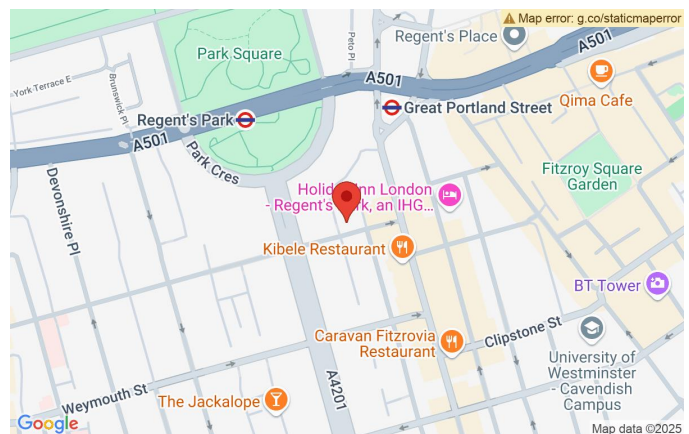 Map error: g.co/staticmaperror
Park Square
Peto Pl
Regent's Place
A501
York Terrace E
Brunswick Pl
A501
Qima Cafe
Regent's Park
Great Portland Street
A501
Park Cres
Devonshire Pl
Fitzroy Square
Garden
Holiday Inn London
- Regent's Park, an IHG...
Kibele Restaurant
BT Tower
Caravan Fitzrovia
Restaurant
Clipstone St
University of
Westminster
- Cavendish
Campus
A4201
Weymouth St
The Jackalope
Google
Map data ©2025